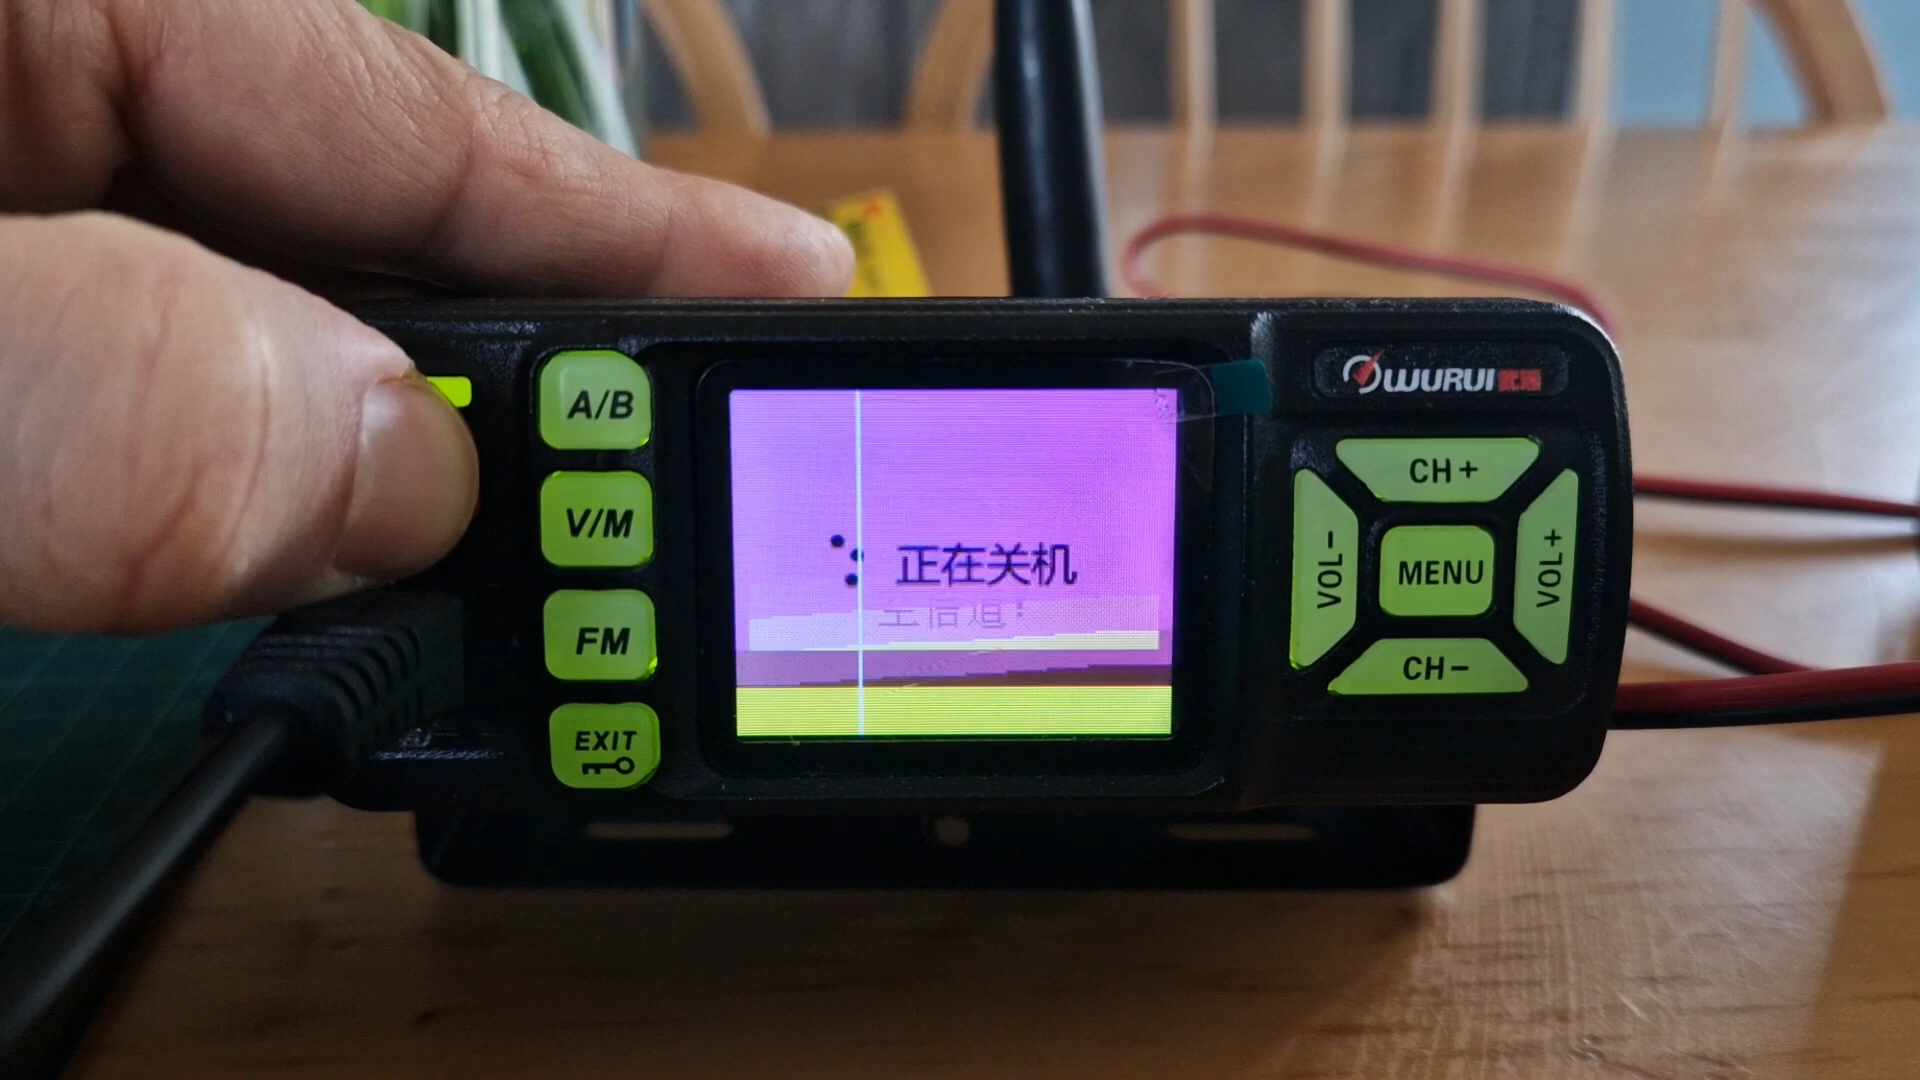 A/B
V/M
FM
EXIT
正在关机
WURUI
CH+
VOL-
MENU
VOL+
CH-